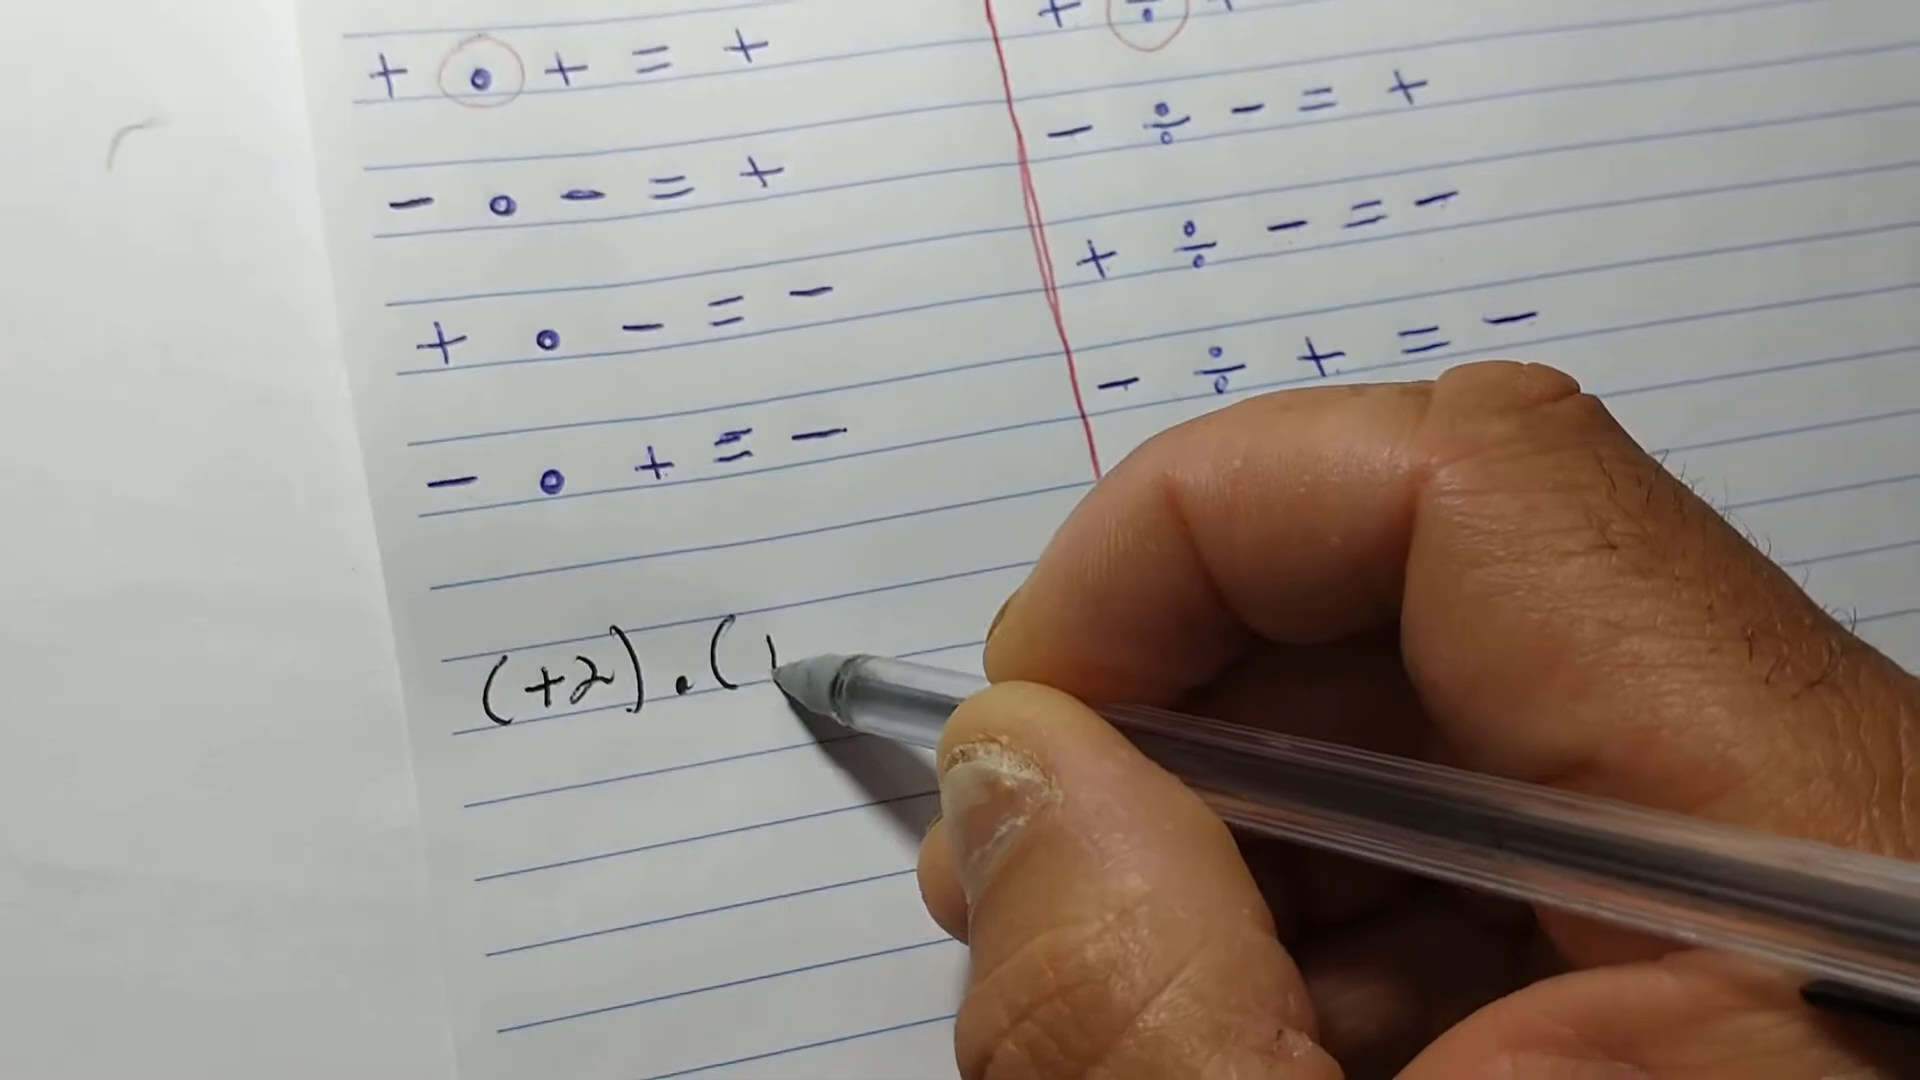 + · + = +
- · - = +
+ · - = -
- · + = -
+ ÷
- ÷ - = +
+ ÷ - = -
- ÷ + = -
(+2) . (